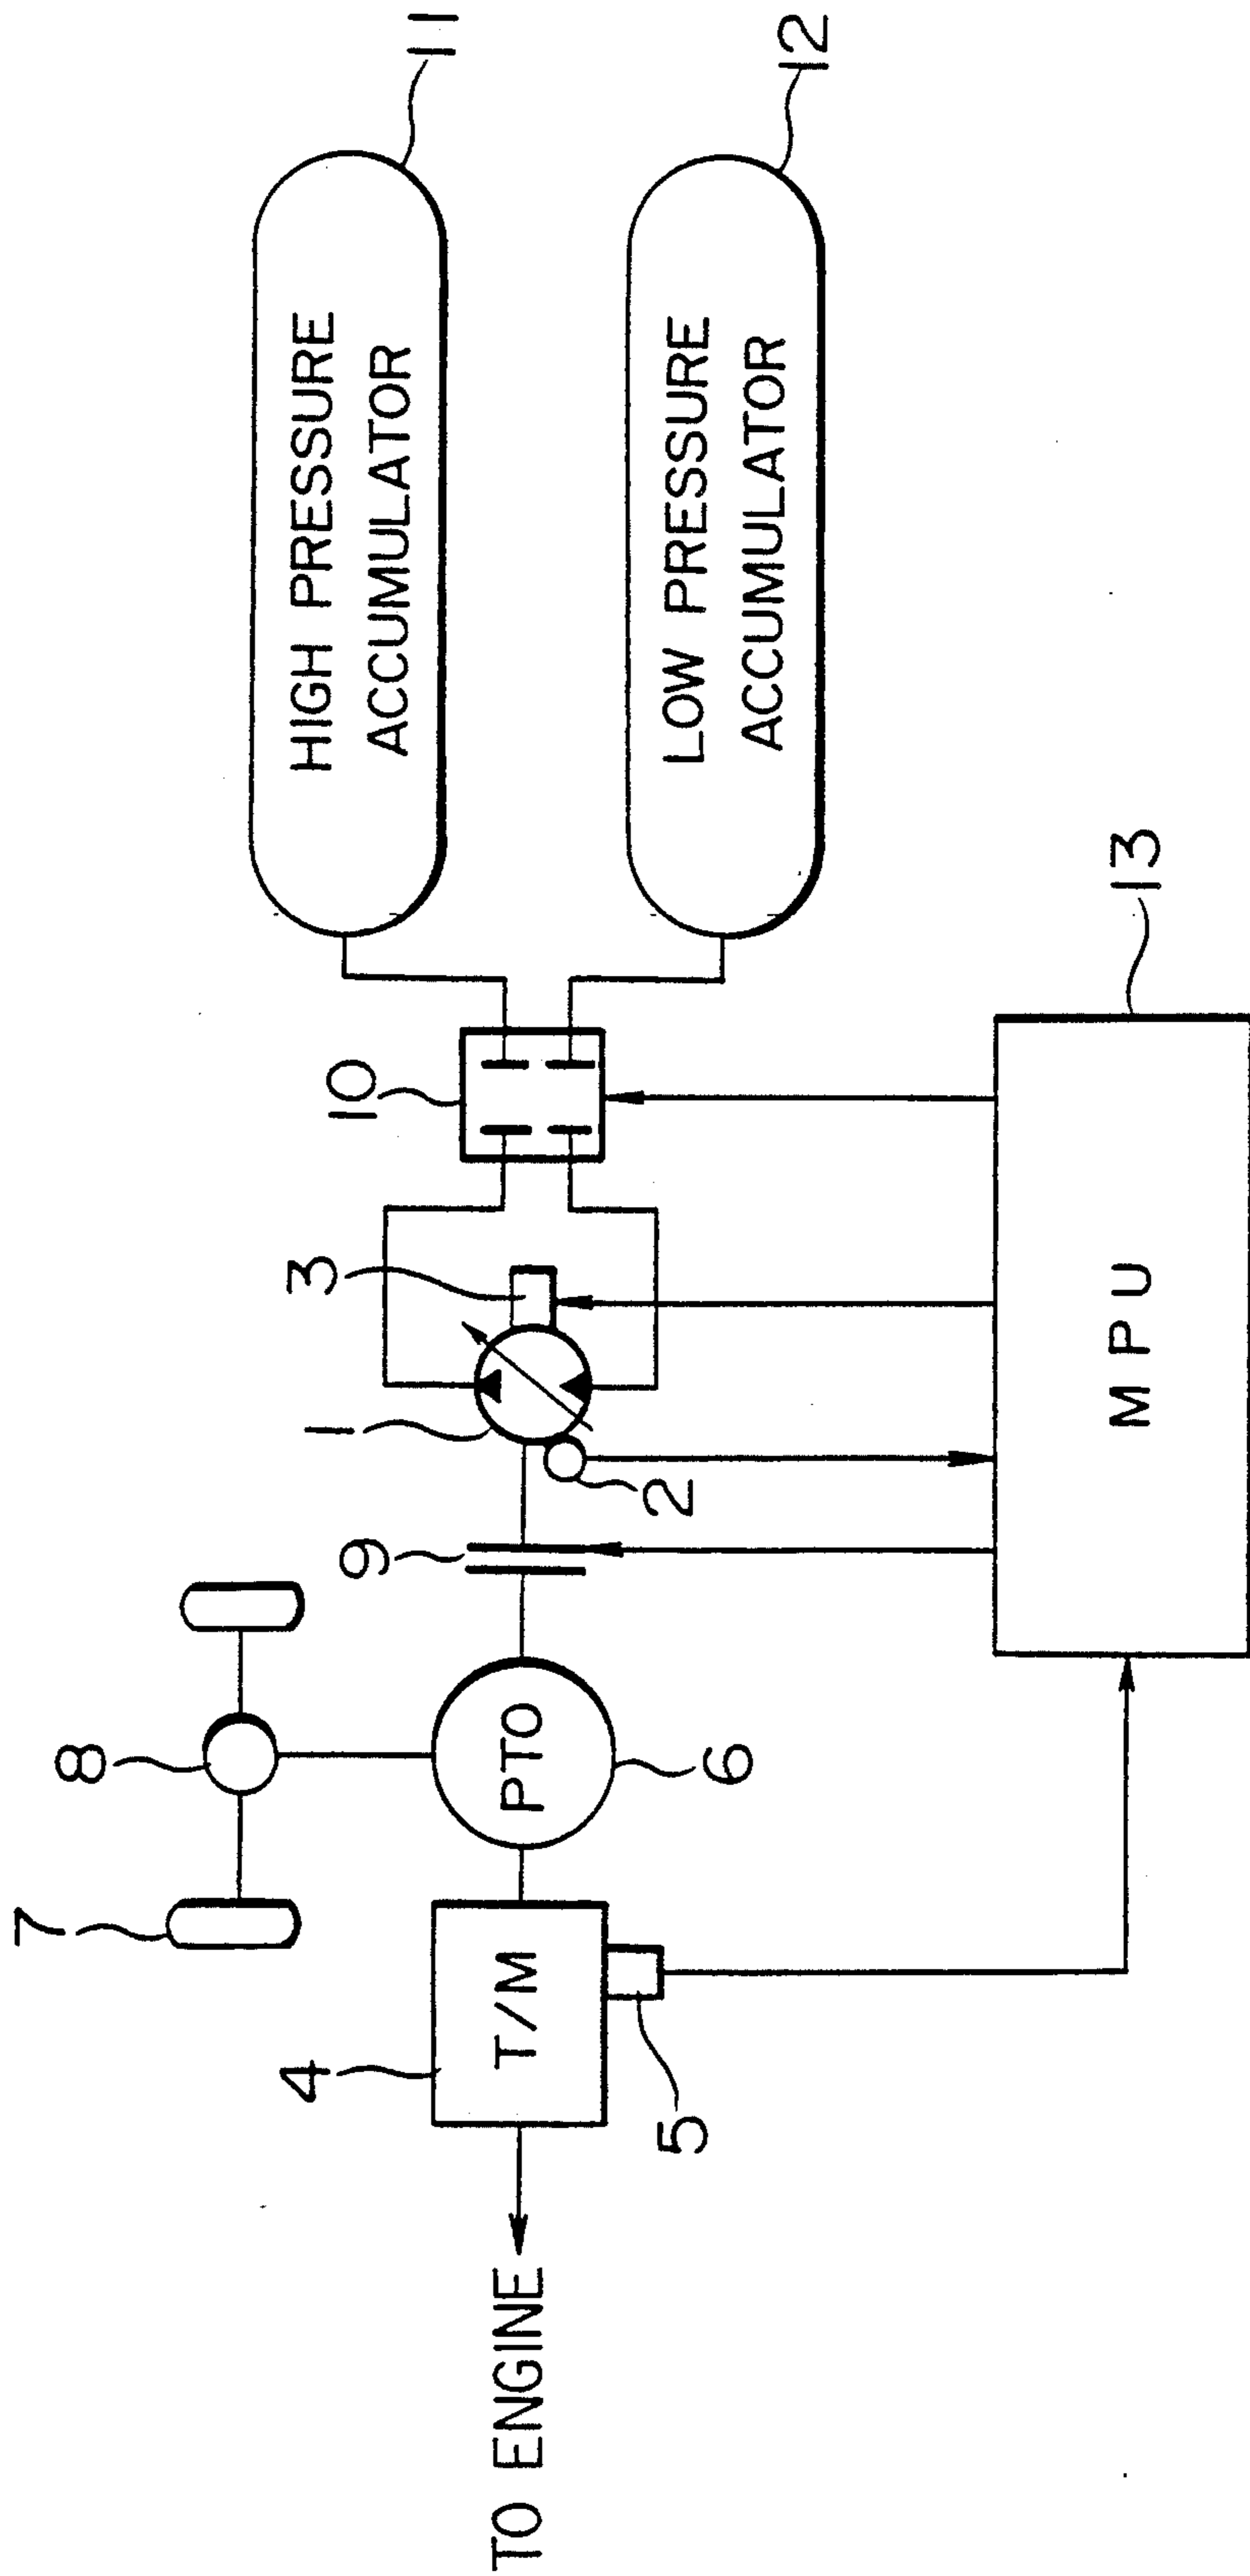 HIGH PRESSURE
ACCUMULATOR
11
LOW PRESSURE
ACCUMULATOR
12
10
3
1
2
9
8
7
PTO
6
T/M
4
5
TO ENGINE
MPU
13